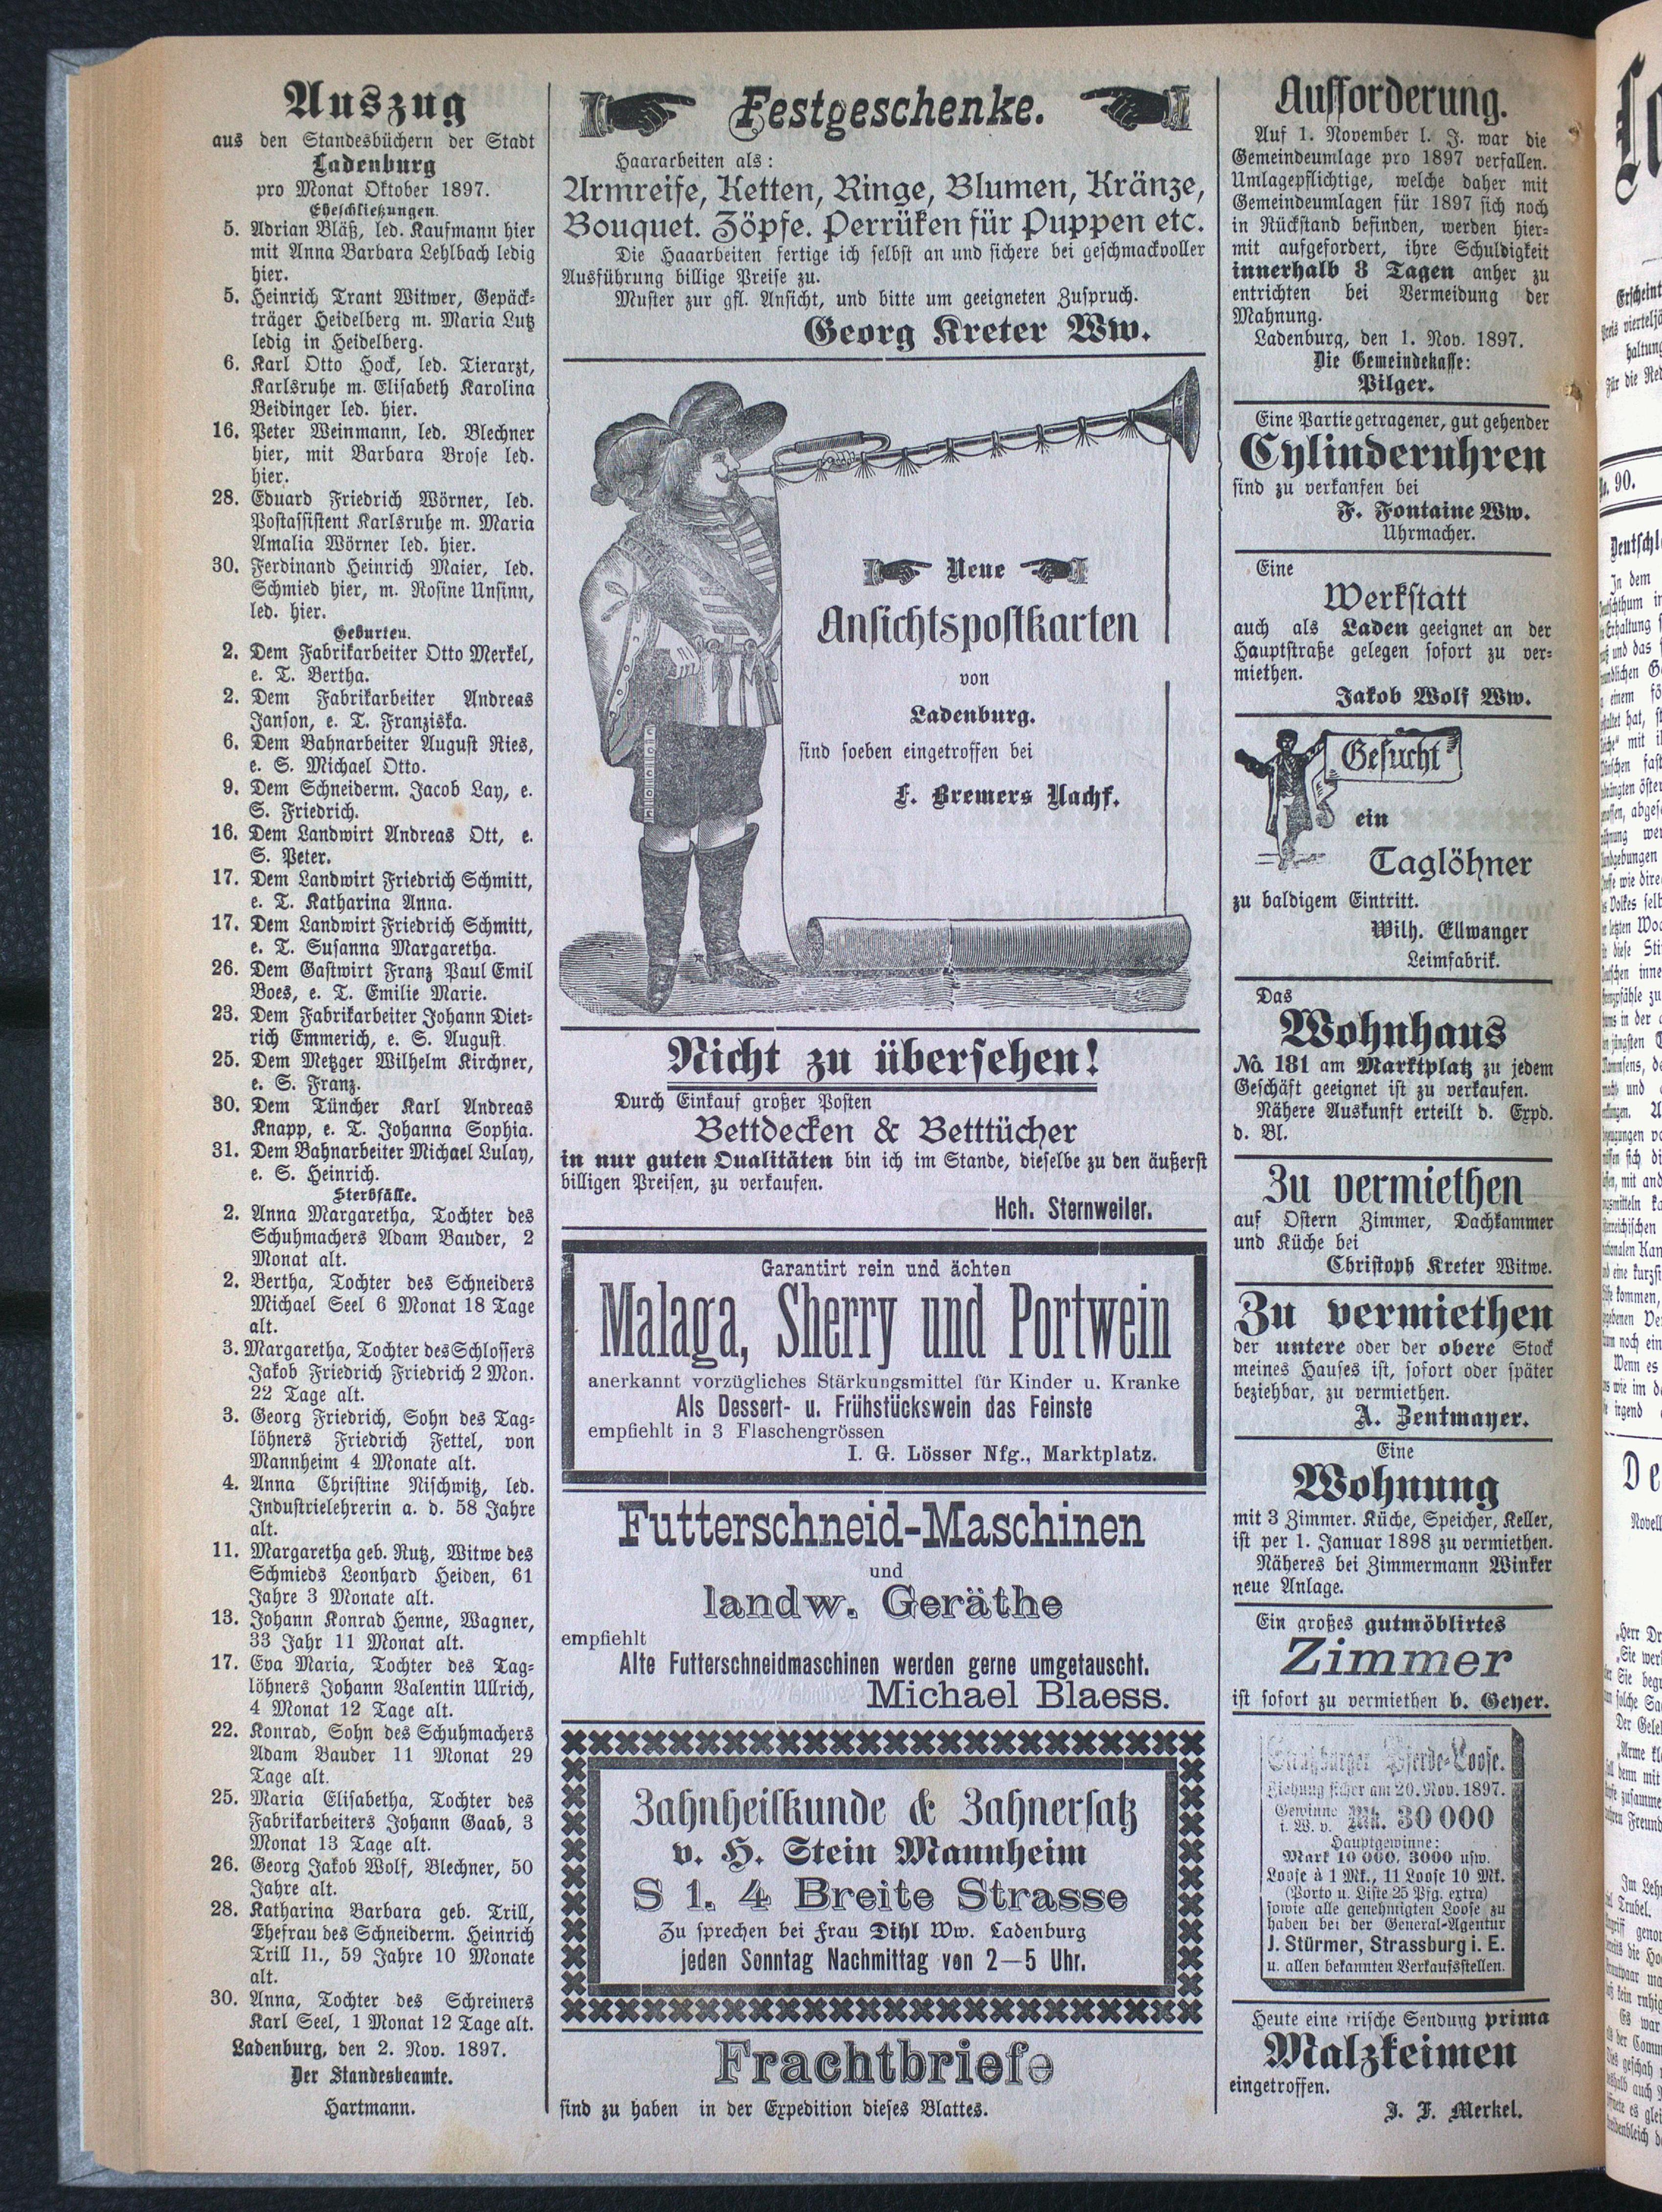 Auszug
aus den Standesbüchern der Stadt
Ladenburg
pro Monat Oktober 1897.
Eheschließungen.
5. Adrian Bläß, led. Kaufmann hier
mit Anna Barbara Lehlbach ledig
hier.
5. Heinrich Trant Witwer, Gepäck-
träger Heidelberg m. Maria Lutz
ledig in Heidelberg.
6. Karl Otto Hock, led. Tierarzt,
Karlsruhe m. Elisabeth Karolina
Beidinger led. hier.
16. Peter Weinmann, led. Blechner
hier, mit Barbara Brose led.
hier.
28. Eduard Friedrich Wörner, led.
Postassistent Karlsruhe m. Maria
Amalia Wörner led. hier.
30. Ferdinand Heinrich Maier, led.
Schmied hier, m. Rosine Unsinn,
led. hier.
Geburten.
2. Dem Fabrikarbeiter Otto Merkel,
e. T. Bertha.
2. Dem Fabrikarbeiter Andreas
Janson, e. T. Franziska.
6. Dem Bahnarbeiter August Ries,
e. S. Michael Otto.
9. Dem Schneiderm. Jacob Lay, e.
S. Friedrich.
16. Dem Landwirt Andreas Ott, e.
S. Peter.
17. Dem Landwirt Friedrich Schmitt,
e. T. Katharina Anna.
17. Dem Landwirt Friedrich Schmitt,
e. T. Susanna Margaretha.
26. Dem Gastwirt Franz Paul Emil
Boes, e. T. Emilie Marie.
23. Dem Fabrikarbeiter Johann Diet-
rich Emmerich, e. S. August.
25. Dem Metzger Wilhelm Kirchner,
e. S. Franz.
30. Dem Tüncher Karl Andreas
Knapp, e. T. Johanna Sophia.
31. Dem Bahnarbeiter Michael Lulay,
e. S. Heinrich.
Sterbfälle.
2. Anna Margaretha, Tochter des
Schuhmachers Adam Bauder, 2
Monat alt.
2. Bertha, Tochter des Schneiders
Michael Seel 6 Monat 18 Tage
alt.
3. Margaretha, Tochter des Schlossers
Jakob Friedrich Friedrich 2 Mon.
22 Tage alt.
3. Georg Friedrich, Sohn des Tag-
löhners Friedrich Fettel, von
Mannheim 4 Monate alt.
4. Anna Christine Nischwitz, led.
Industrielehrerin a. d. 58 Jahre
alt.
11. Margaretha geb. Rutz, Witwe des
Schmieds Leonhard Heiden, 61
Jahre 3 Monate alt.
13. Johann Konrad Henne, Wagner,
33 Jahr 11 Monat alt.
17. Eva Maria, Tochter des Tag-
löhners Johann Valentin Ullrich,
4 Monat 12 Tage alt.
22. Konrad, Sohn des Schuhmachers
Adam Bauder 11 Monat 29
Tage alt.
25. Maria Elisabetha, Tochter des
Fabrikarbeiters Johann Gaab, 3
Monat 13 Tage alt.
26. Georg Jakob Wolf, Blechner, 50
Jahre alt.
28. Katharina Barbara geb. Trill,
Ehefrau des Schneiderm. Heinrich
Trill II., 59 Jahre 10 Monate
alt.
30. Anna, Tochter des Schreiners
Karl Seel, 1 Monat 12 Tage alt.
Ladenburg, den 2. Nov. 1897.
Der Standesbeamte.
Hartmann.
Festgeschenke.
Haararbeiten als:
Armreife, Ketten, Ringe, Blumen, Kränze,
Bouquet. Zöpfe. Perrüken für Puppen etc.
Die Haaarbeiten fertige ich selbst an und sichere bei geschmackvoller
Ausführung billige Preise zu.
Muster zur gfl. Ansicht, und bitte um geeigneten Zuspruch.
Georg Kreter Ww.
Neue
Ansichtspostkarten
von
Ladenburg.
sind soeben eingetroffen bei
F. Bremers Nachf.
Nicht zu übersehen!
Durch Einkauf großer Posten
Bettdecken & Betttücher
in nur guten Qualitäten bin ich im Stande, dieselbe zu den äußerst
billigen Preisen, zu verkaufen.
Hch. Sternweiler.
Garantirt rein und ächten
Malaga, Sherry und Portwein
anerkannt vorzügliches Stärkungsmittel für Kinder u. Kranke
Als Dessert- u. Frühstückswein das Feinste
empfiehlt in 3 Flaschengrössen
I. G. Lösser Nfg., Marktplatz.
Futterschneid-Maschinen
und
landw. Geräthe
empfiehlt
Alte Futterschneidmaschinen werden gerne umgetauscht.
Michael Blaess.
Zahnheilkunde & Zahnersatz
v. H. Stein Mannheim
S 1. 4 Breite Strasse
Zu sprechen bei Frau Dihl Ww. Ladenburg
jeden Sonntag Nachmittag von 2—5 Uhr.
Frachtbriefe
sind zu haben in der Expedition dieses Blattes.
Aufforderung.
Auf 1. November l. J. war die
Gemeindeumlage pro 1897 verfallen.
Umlagepflichtige, welche daher mit
Gemeindeumlagen für 1897 sich noch
in Rückstand befinden, werden hier-
mit aufgefordert, ihre Schuldigkeit
innerhalb 8 Tagen anher zu
entrichten bei Vermeidung der
Mahnung.
Ladenburg, den 1. Nov. 1897.
Die Gemeindekasse:
Pilger.
Eine Partie getragener, gut gehender
Cylinderuhren
sind zu verkanfen bei
F. Fontaine Ww.
Uhrmacher.
Eine
Werkstatt
auch als Laden geeignet an der
Hauptstraße gelegen sofort zu ver-
miethen.
Jakob Wolf Ww.
Gesucht
ein
Taglöhner
zu baldigem Eintritt.
Wilh. Ellwanger
Leimfabrik.
Das
Wohnhaus
No. 181 am Marktplatz zu jedem
Geschäft geeignet ist zu verkaufen.
Nähere Auskunft erteilt d. Expd.
d. Bl.
Zu vermiethen
auf Ostern Zimmer, Dachkammer
und Küche bei
Christoph Kreter Witwe.
Zu vermiethen
der untere oder der obere Stock
meines Hauses ist, sofort oder später
beziehbar, zu vermiethen.
A. Zentmayer.
Eine
Wohnung
mit 3 Zimmer. Küche, Speicher, Keller,
ist per 1. Januar 1898 zu vermiethen.
Näheres bei Zimmermann Winker
neue Anlage.
Ein großes gutmöblirtes
Zimmer
ist sofort zu vermiethen b. Geyer.
Straßburger Pferde-Loose.
Ziehung sicher am 20. Nov. 1897.
Gewinne
i. W. v. Mk. 30 000
Hauptgewinne:
Mark 10 000, 3000 usw.
Loose à 1 Mk., 11 Loose 10 Mk.
(Porto u. Liste 25 Pfg. extra)
sowie alle genehmigten Loose zu
haben bei der General-Agentur
J. Stürmer, Strassburg i. E.
u. allen bekannten Verkaufsstellen.
Heute eine frische Sendung prima
Malzkeimen
eingetroffen.
J. F. Merkel.